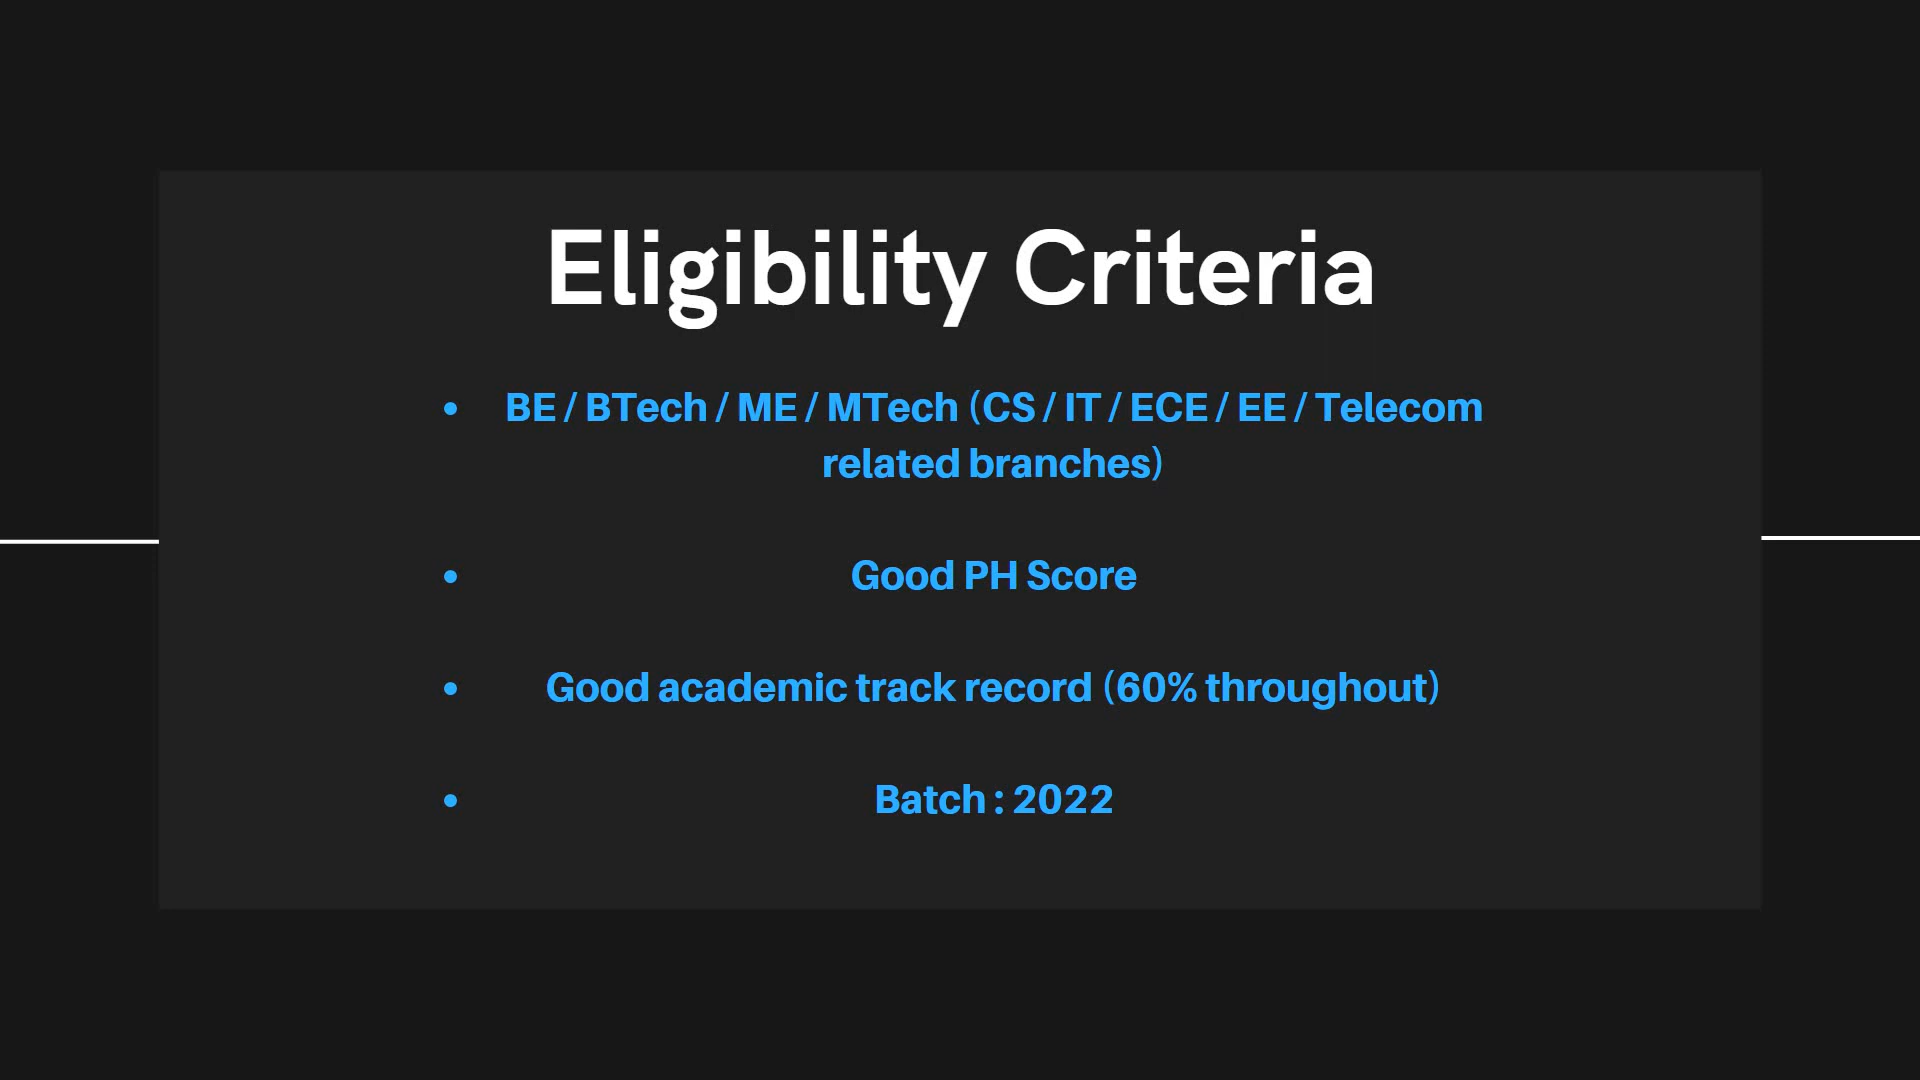 Eligibility Criteria
• BE / BTech / ME / MTech (CS / IT / ECE / EE / Telecom
related branches)
• Good PH Score
• Good academic track record (60% throughout)
• Batch : 2022